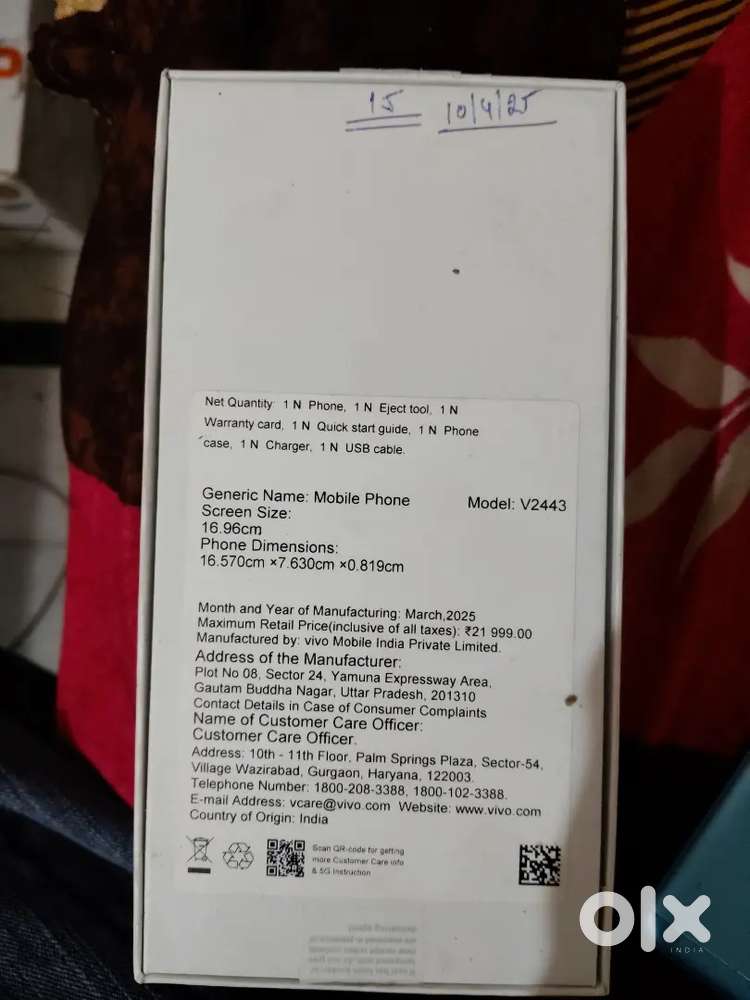 15 10/4/25
Net Quantity: 1 N Phone, 1 N Eject tool, 1 N
Warranty card, 1 N Quick start guide, 1 N Phone
case, 1 N Charger, 1 N USB cable.
Generic Name: Mobile Phone Model: V2443
Screen Size:
16.96cm
Phone Dimensions:
16.570cm ×7.630cm ×0.819cm
Month and Year of Manufacturing: March,2025
Maximum Retail Price(inclusive of all taxes): ₹21 999.00
Manufactured by: vivo Mobile India Private Limited.
Address of the Manufacturer:
Plot No 08, Sector 24, Yamuna Expressway Area,
Gautam Buddha Nagar, Uttar Pradesh, 201310
Contact Details in Case of Consumer Complaints
Name of Customer Care Officer:
Customer Care Officer.
Address: 10th - 11th Floor, Palm Springs Plaza, Sector-54,
Village Wazirabad, Gurgaon, Haryana, 122003.
Telephone Number: 1800-208-3388, 1800-102-3388.
E-mail Address: vcare@vivo.com Website: www.vivo.com
Country of Origin: India
Scan QR-code for getting
more Customer Care info
& 5G Instruction
olx
INDIA